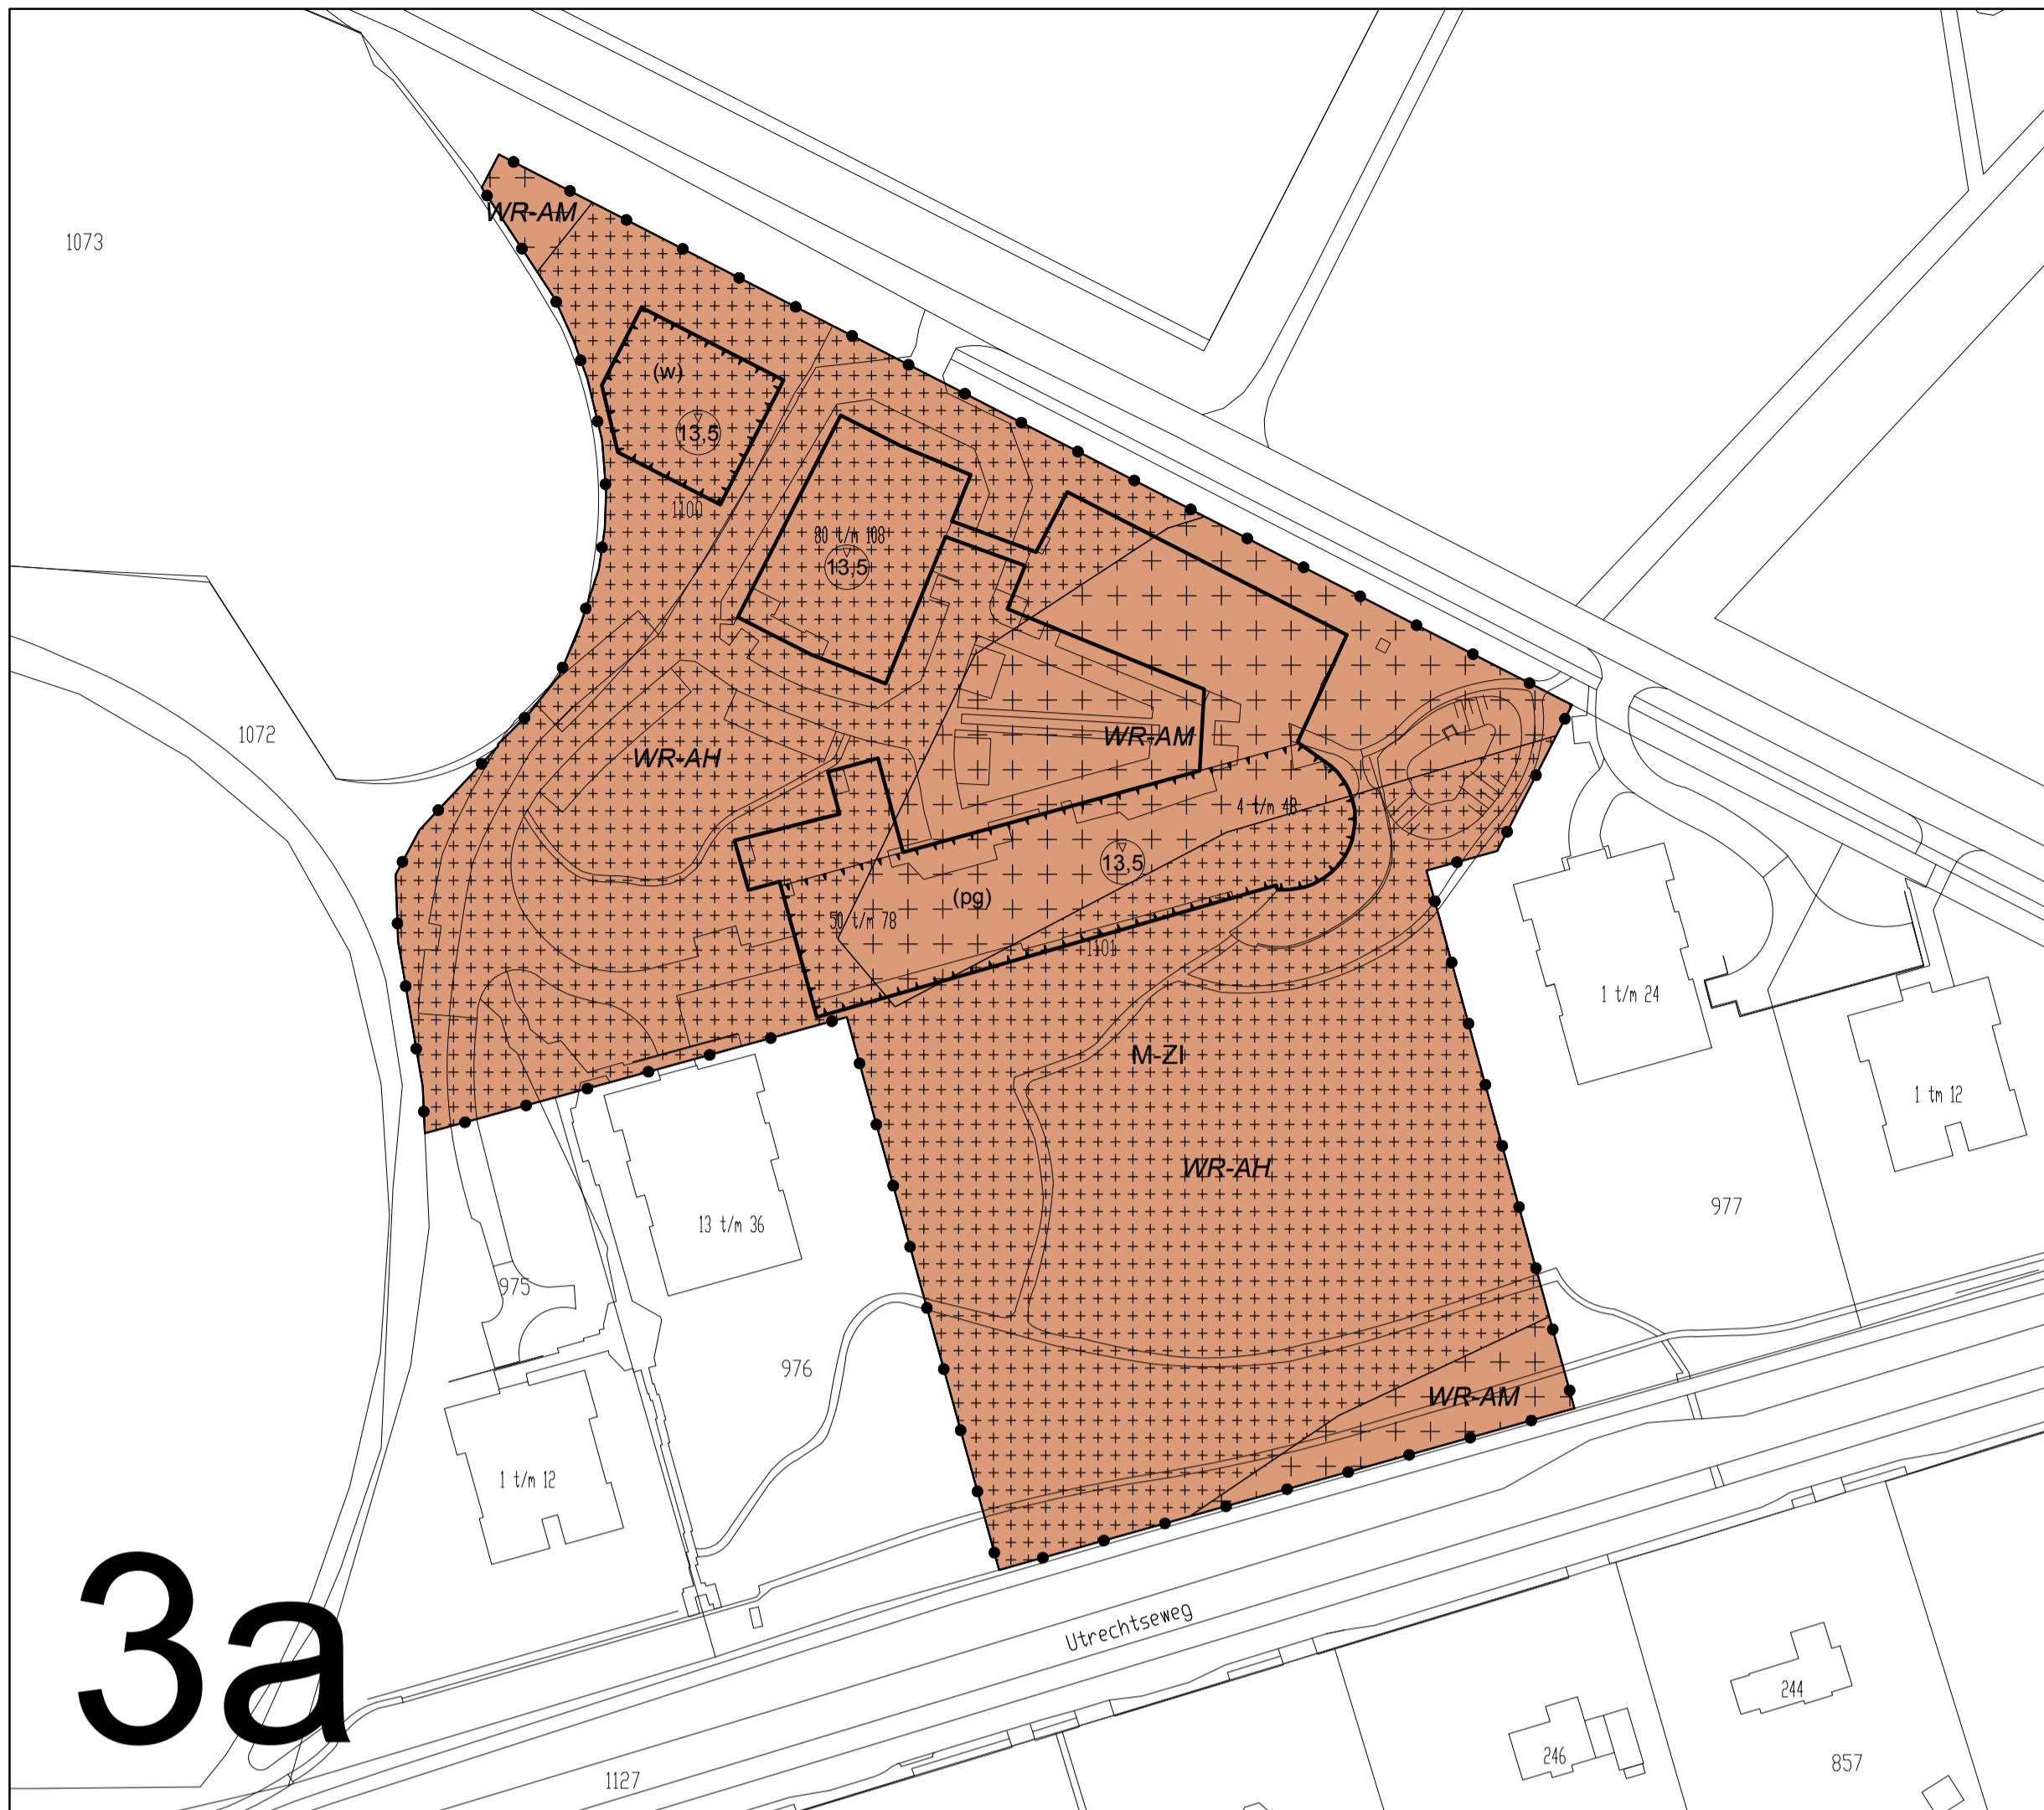 WR-AM
1073
(w)
13,5
1100
80 t/m 108
13,5
1072
WR-AH
WR-AM
4 t/m 48
13,5
(pg)
50 t/m 78
1101
1 t/m 24
M-ZI
1 tm 12
WR-AH
977
13 t/m 36
975
976
WR-AM
1 t/m 12
3a
Utrechtseweg
244
246
857
1127